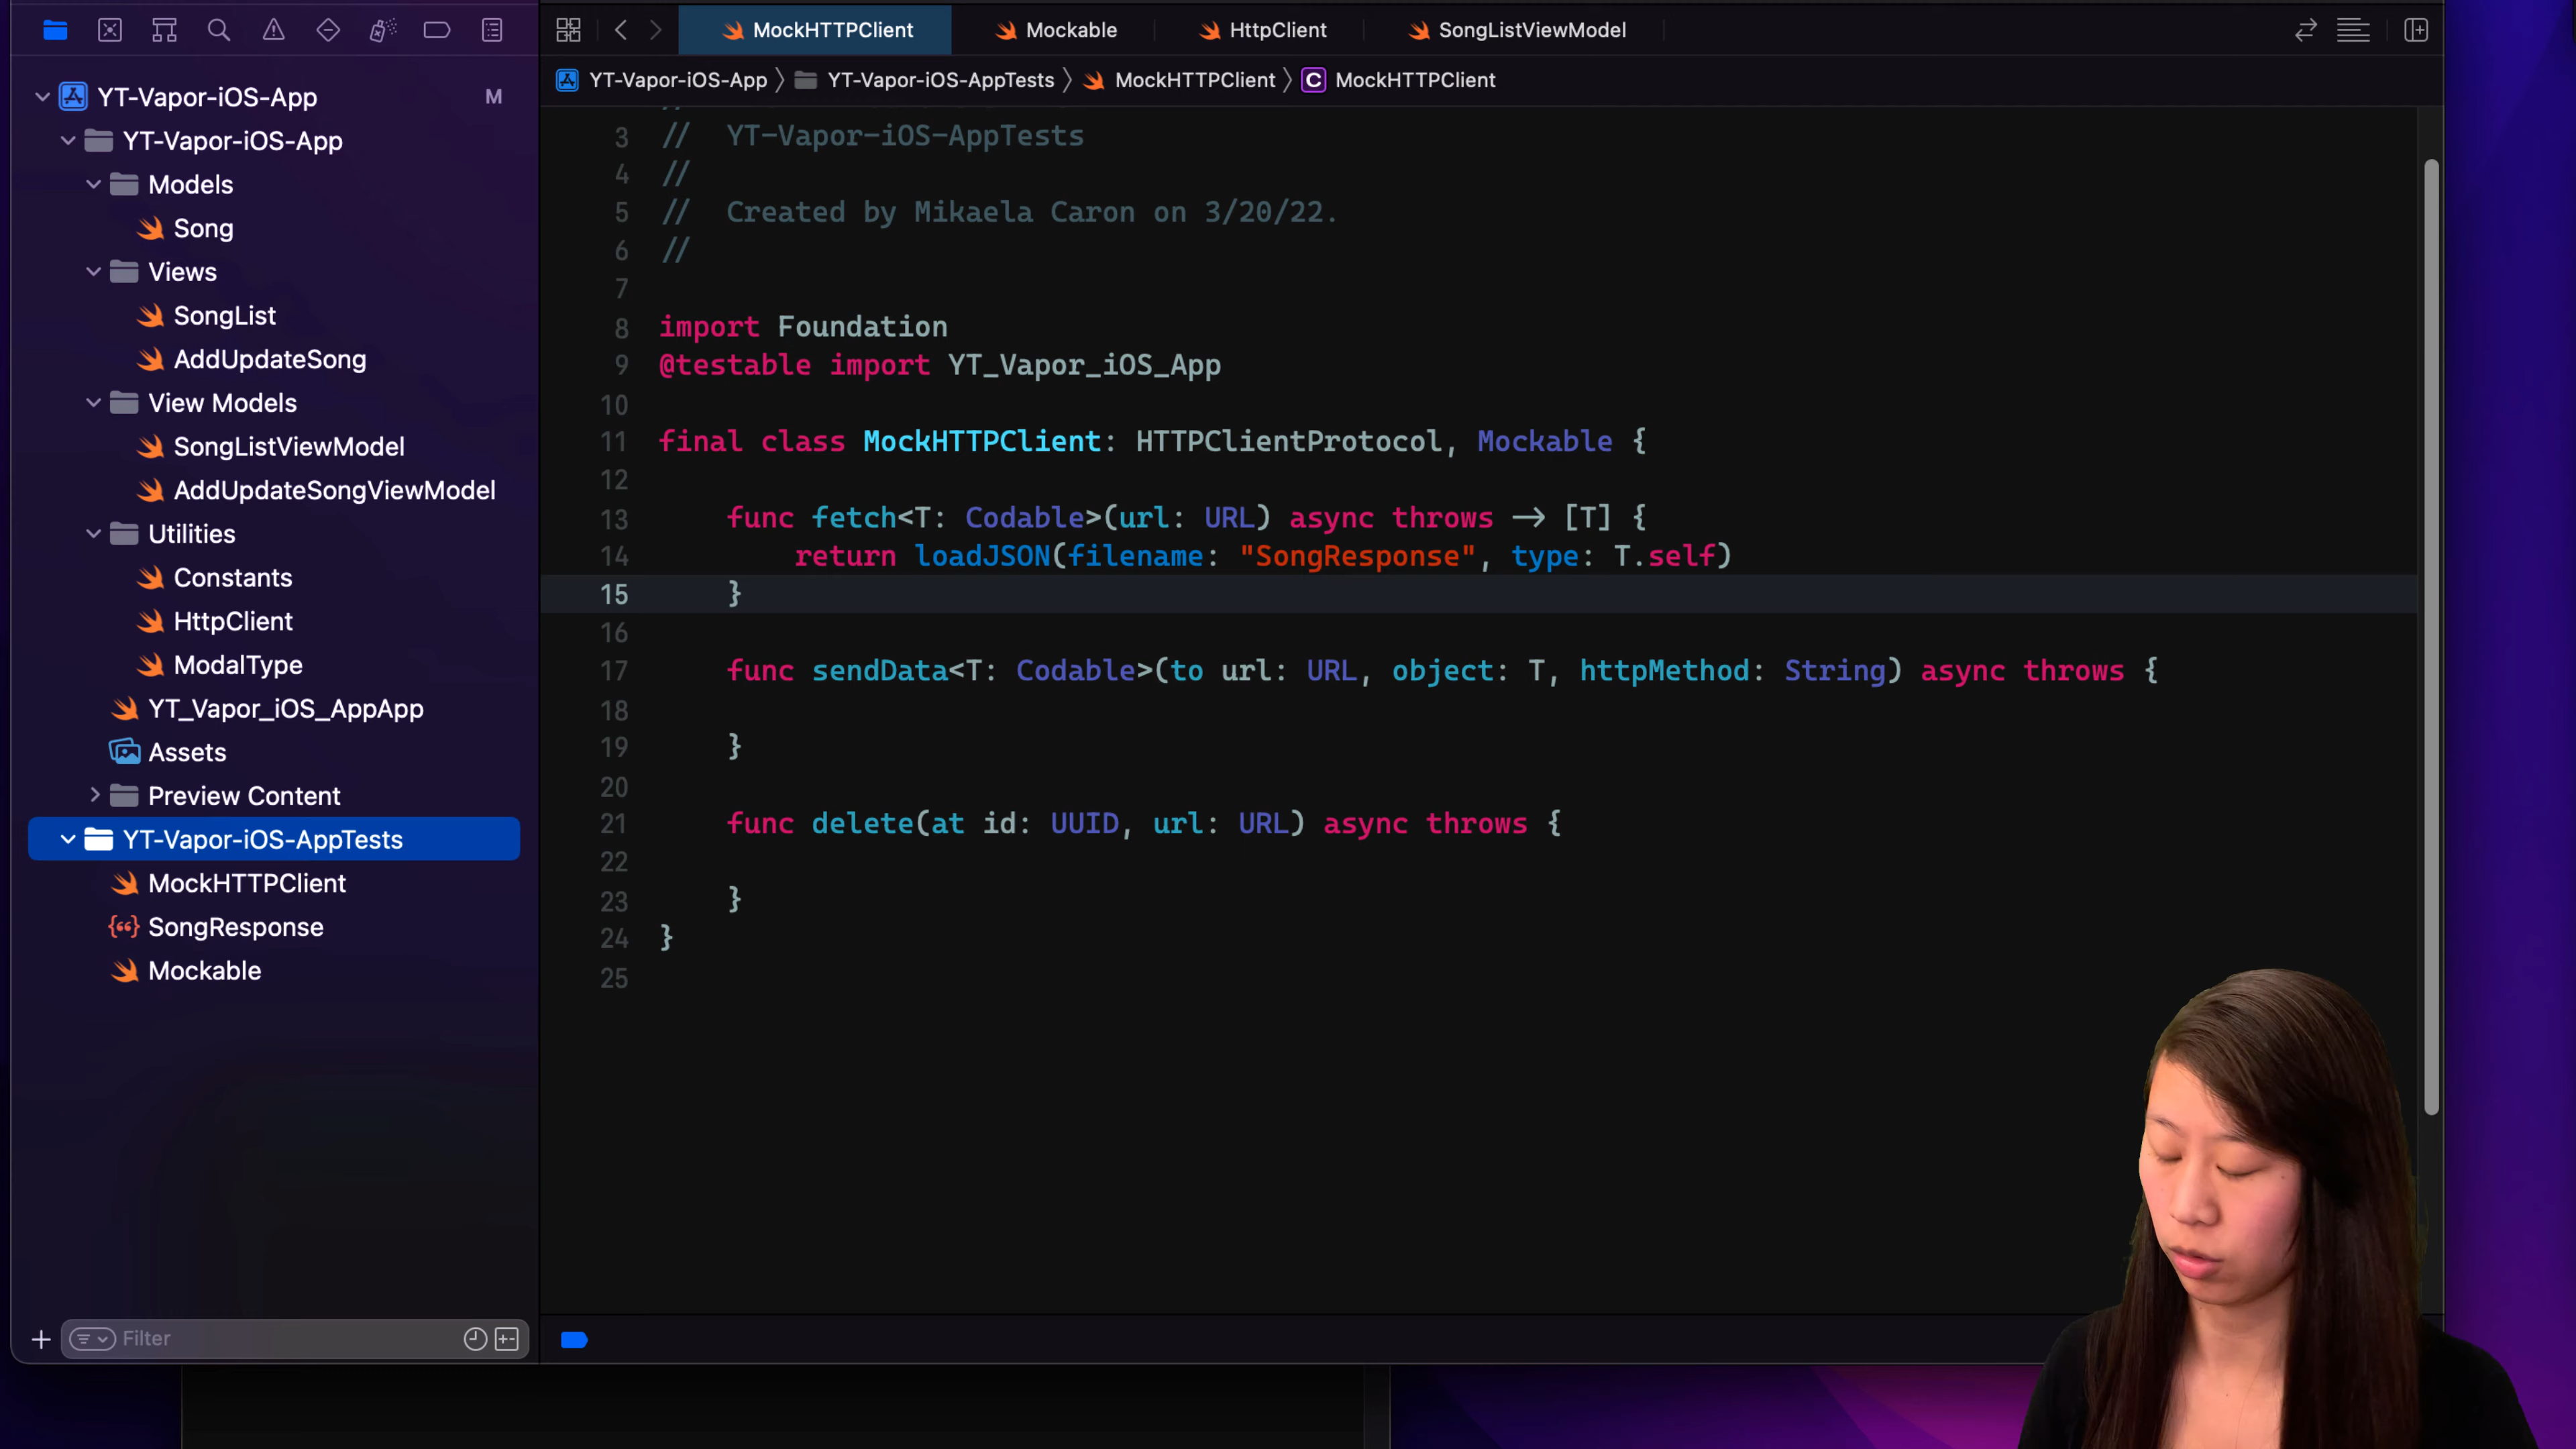 MockHTTPClient
Mockable
HttpClient
SongListViewModel
YT-Vapor-iOS-App
YT-Vapor-iOS-AppTests
MockHTTPClient
C
MockHTTPClient
YT-Vapor-iOS-App
M
YT-Vapor-iOS-App
Models
Song
Views
SongList
AddUpdateSong
View Models
SongListViewModel
AddUpdateSongViewModel
Utilities
Constants
HttpClient
ModalType
YT_Vapor_iOS_AppApp
Assets
Preview Content
YT-Vapor-iOS-AppTests
MockHTTPClient
SongResponse
Mockable
Filter
3 // YT-Vapor-iOS-AppTests
4 //
5 // Created by Mikaela Caron on 3/20/22.
6 //
7
8 import Foundation
9 @testable import YT_Vapor_iOS_App
10
11 final class MockHTTPClient: HTTPClientProtocol, Mockable {
12
13 func fetch<T: Codable>(url: URL) async throws -> [T] {
14 return loadJSON(filename: "SongResponse", type: T.self)
15 }
16
17 func sendData<T: Codable>(to url: URL, object: T, httpMethod: String) async throws {
18
19 }
20
21 func delete(at id: UUID, url: URL) async throws {
22
23 }
24 }
25